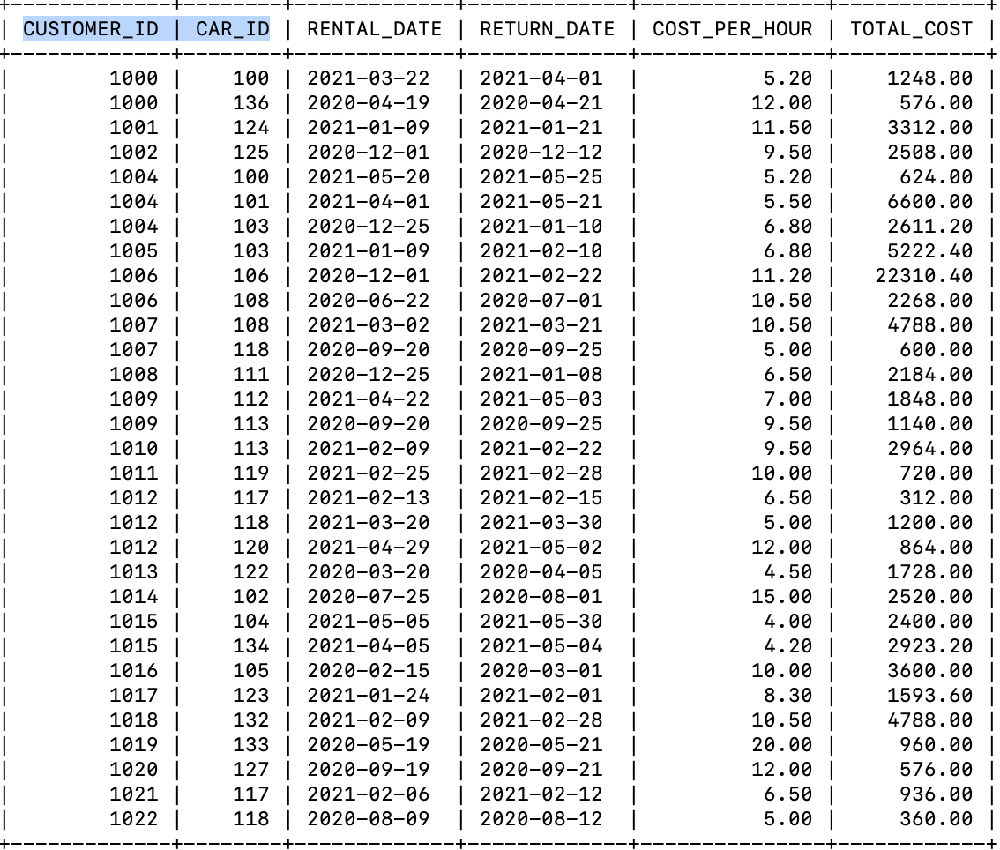 | CUSTOMER_ID | CAR_ID | RENTAL_DATE | RETURN_DATE | COST_PER_HOUR | TOTAL_COST |
| 1000 | 100 | 2021-03-22 | 2021-04-01 | 5.20 | 1248.00 |
| 1000 | 136 | 2020-04-19 | 2020-04-21 | 12.00 | 576.00 |
| 1001 | 124 | 2021-01-09 | 2021-01-21 | 11.50 | 3312.00 |
| 1002 | 125 | 2020-12-01 | 2020-12-12 | 9.50 | 2508.00 |
| 1004 | 100 | 2021-05-20 | 2021-05-25 | 5.20 | 624.00 |
| 1004 | 101 | 2021-04-01 | 2021-05-21 | 5.50 | 6600.00 |
| 1004 | 103 | 2020-12-25 | 2021-01-10 | 6.80 | 2611.20 |
| 1005 | 103 | 2021-01-09 | 2021-02-10 | 6.80 | 5222.40 |
| 1006 | 106 | 2020-12-01 | 2021-02-22 | 11.20 | 22310.40 |
| 1006 | 108 | 2020-06-22 | 2020-07-01 | 10.50 | 2268.00 |
| 1007 | 108 | 2021-03-02 | 2021-03-21 | 10.50 | 4788.00 |
| 1007 | 118 | 2020-09-20 | 2020-09-25 | 5.00 | 600.00 |
| 1008 | 111 | 2020-12-25 | 2021-01-08 | 6.50 | 2184.00 |
| 1009 | 112 | 2021-04-22 | 2021-05-03 | 7.00 | 1848.00 |
| 1009 | 113 | 2020-09-20 | 2020-09-25 | 9.50 | 1140.00 |
| 1010 | 113 | 2021-02-09 | 2021-02-22 | 9.50 | 2964.00 |
| 1011 | 119 | 2021-02-25 | 2021-02-28 | 10.00 | 720.00 |
| 1012 | 117 | 2021-02-13 | 2021-02-15 | 6.50 | 312.00 |
| 1012 | 118 | 2021-03-20 | 2021-03-30 | 5.00 | 1200.00 |
| 1012 | 120 | 2021-04-29 | 2021-05-02 | 12.00 | 864.00 |
| 1013 | 122 | 2020-03-20 | 2020-04-05 | 4.50 | 1728.00 |
| 1014 | 102 | 2020-07-25 | 2020-08-01 | 15.00 | 2520.00 |
| 1015 | 104 | 2021-05-05 | 2021-05-30 | 4.00 | 2400.00 |
| 1015 | 134 | 2021-04-05 | 2021-05-04 | 4.20 | 2923.20 |
| 1016 | 105 | 2020-02-15 | 2020-03-01 | 10.00 | 3600.00 |
| 1017 | 123 | 2021-01-24 | 2021-02-01 | 8.30 | 1593.60 |
| 1018 | 132 | 2021-02-09 | 2021-02-28 | 10.50 | 4788.00 |
| 1019 | 133 | 2020-05-19 | 2020-05-21 | 20.00 | 960.00 |
| 1020 | 127 | 2020-09-19 | 2020-09-21 | 12.00 | 576.00 |
| 1021 | 117 | 2021-02-06 | 2021-02-12 | 6.50 | 936.00 |
| 1022 | 118 | 2020-08-09 | 2020-08-12 | 5.00 | 360.00 |